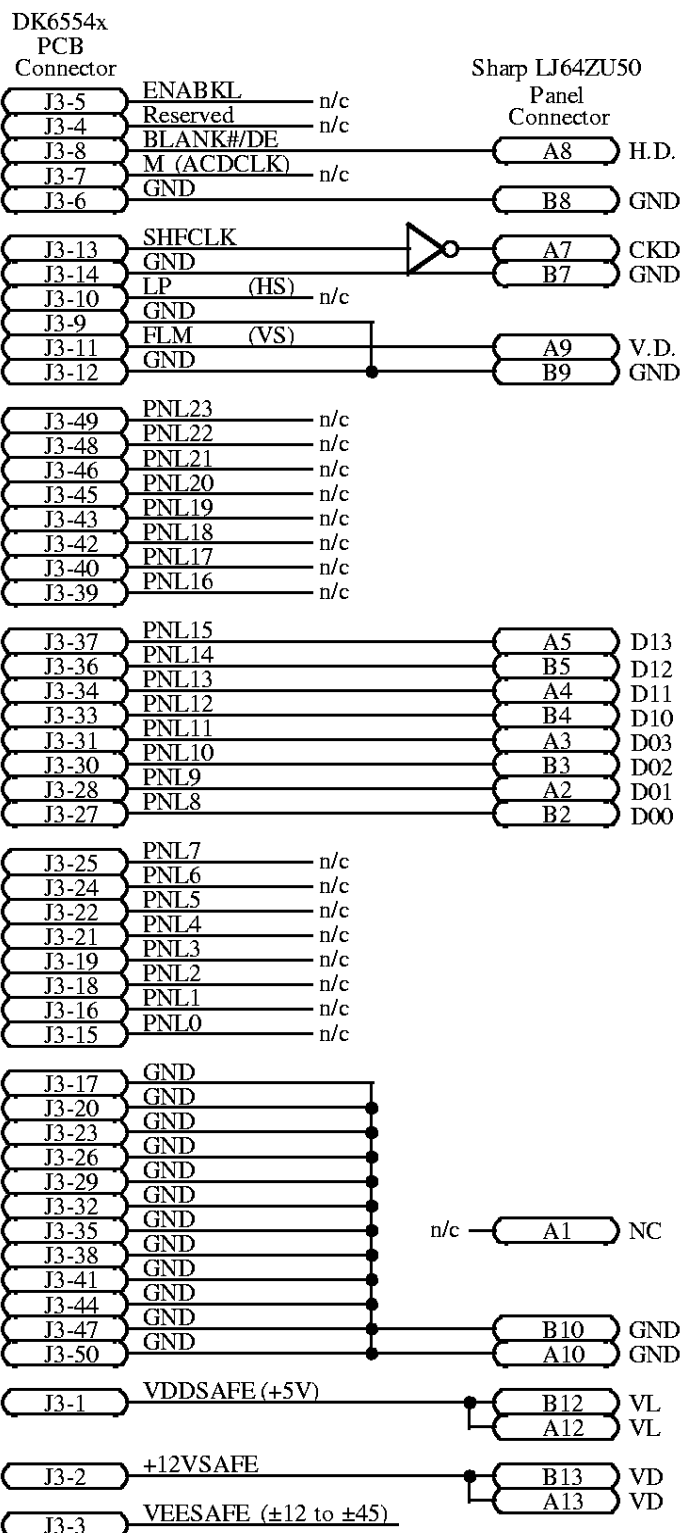 DK6554x
PCB
Connector
Sharp LJ64ZU50
Panel
Connector
J3-5 ENABKL n/c
J3-4 Reserved n/c
J3-8 BLANK#/DE A8 H.D.
J3-7 M (ACDCLK) n/c
J3-6 GND B8 GND
J3-13 SHFCLK A7 CKD
J3-14 GND B7 GND
J3-10 LP (HS) n/c
J3-9 GND
J3-11 FLM (VS) A9 V.D.
J3-12 GND B9 GND
J3-49 PNL23 n/c
J3-48 PNL22 n/c
J3-46 PNL21 n/c
J3-45 PNL20 n/c
J3-43 PNL19 n/c
J3-42 PNL18 n/c
J3-40 PNL17 n/c
J3-39 PNL16 n/c
J3-37 PNL15 A5 D13
J3-36 PNL14 B5 D12
J3-34 PNL13 A4 D11
J3-33 PNL12 B4 D10
J3-31 PNL11 A3 D03
J3-30 PNL10 B3 D02
J3-28 PNL9 A2 D01
J3-27 PNL8 B2 D00
J3-25 PNL7 n/c
J3-24 PNL6 n/c
J3-22 PNL5 n/c
J3-21 PNL4 n/c
J3-19 PNL3 n/c
J3-18 PNL2 n/c
J3-16 PNL1 n/c
J3-15 PNL0 n/c
J3-17 GND
J3-20 GND
J3-23 GND
J3-26 GND
J3-29 GND
J3-32 GND
J3-35 GND n/c A1 NC
J3-38 GND
J3-41 GND
J3-44 GND
J3-47 GND B10 GND
J3-50 GND A10 GND
J3-1 VDDSAFE (+5V) B12 VL
A12 VL
J3-2 +12VSAFE B13 VD
A13 VD
J3-3 VEESAFE (±12 to ±45)